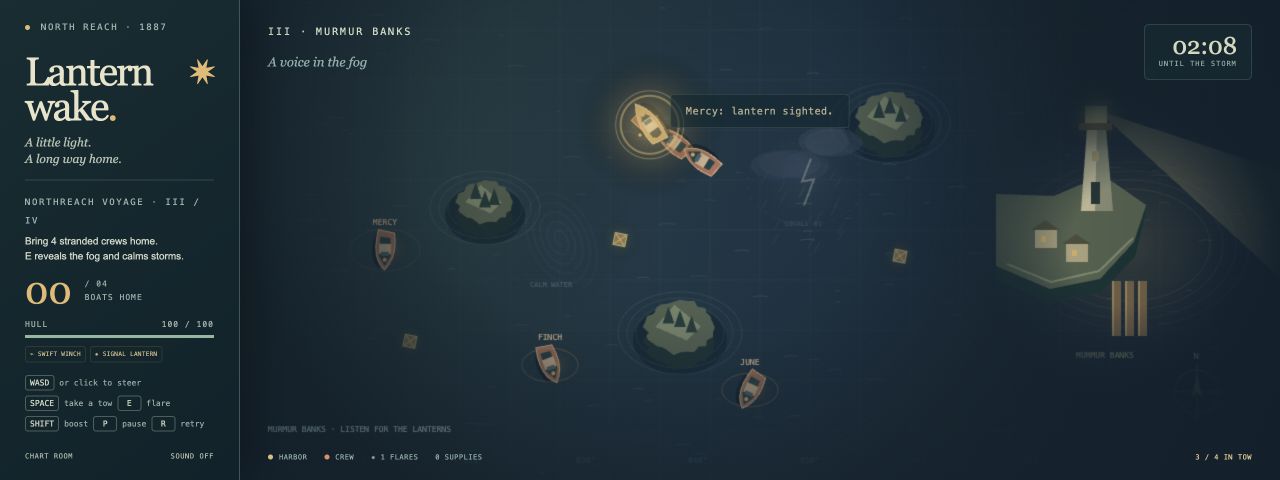 NORTH REACH · 1887
Lantern
wake.
A little light.
A long way home.
NORTHREACH VOYAGE · III /
IV
Bring 4 stranded crews home.
E reveals the fog and calms storms.
00 / 04
BOATS HOME
HULL 100 / 100
SWIFT WINCH SIGNAL LANTERN
WASD or click to steer
SPACE take a tow E flare
SHIFT boost P pause R retry
CHART ROOM SOUND OFF
III · MURMUR BANKS
A voice in the fog
02:08
UNTIL THE STORM
Mercy: lantern sighted.
MERCY
CALM WATER
FINCH
JUNE
MURMUR BANKS
N
MURMUR BANKS · LISTEN FOR THE LANTERNS
HARBOR CREW 1 FLARES 0 SUPPLIES
3 / 4 IN TOW